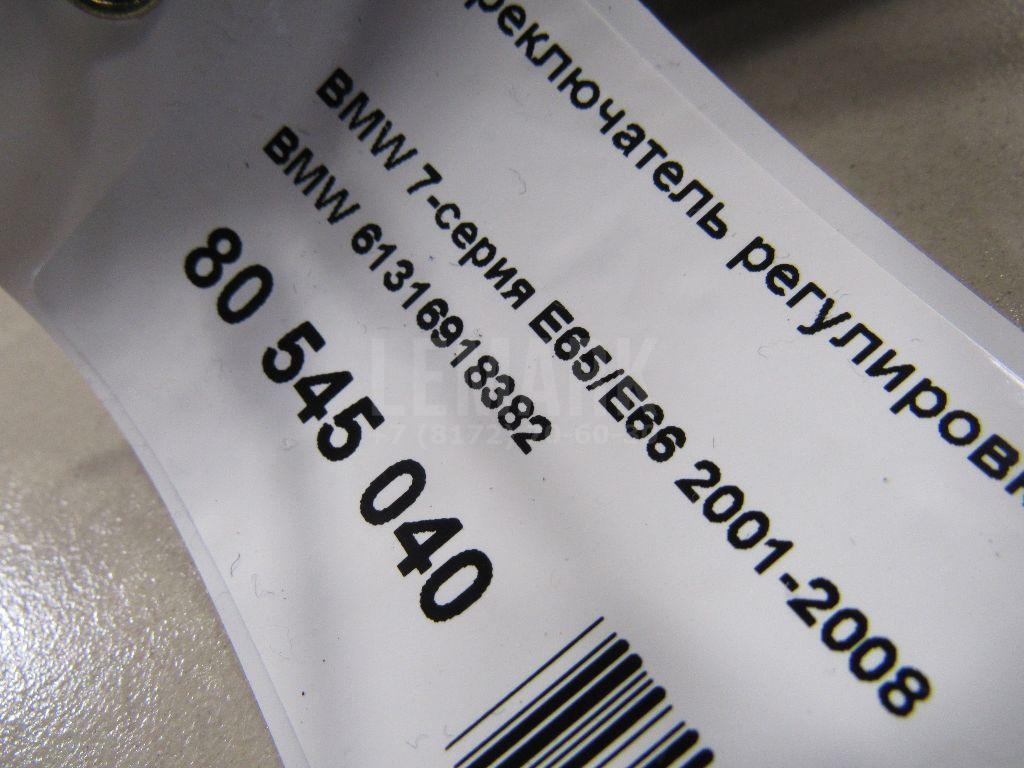 реключатель регулировк
BMW 7-серия E65/E66 2001-2008
BMW 61316918382
80 545 040